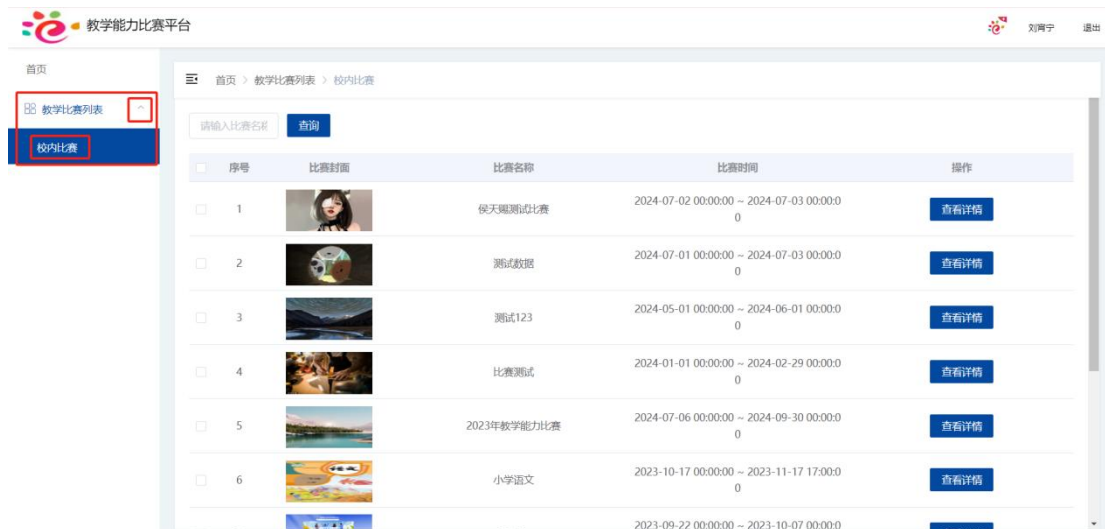 教学能力比赛平台
刘宵宁 退出
首页
首页 > 教学比赛列表 > 校内比赛
教学比赛列表
校内比赛
请输入比赛名称 查询
序号 比赛封面 比赛名称 比赛时间 操作
1 侯天赐测试比赛 2024-07-02 00:00:00 ~ 2024-07-03 00:00:0 查看详情
0
2 测试数据 2024-07-01 00:00:00 ~ 2024-07-03 00:00:0 查看详情
0
3 测试123 2024-05-01 00:00:00 ~ 2024-06-01 00:00:0 查看详情
0
4 比赛测试 2024-01-01 00:00:00 ~ 2024-02-29 00:00:0 查看详情
0
5 2023年教学能力比赛 2024-07-06 00:00:00 ~ 2024-09-30 00:00:0 查看详情
0
6 小学语文 2023-10-17 00:00:00 ~ 2023-11-17 17:00:0 查看详情
0
2023-09-22 00:00:00 ~ 2023-10-07 00:00:0